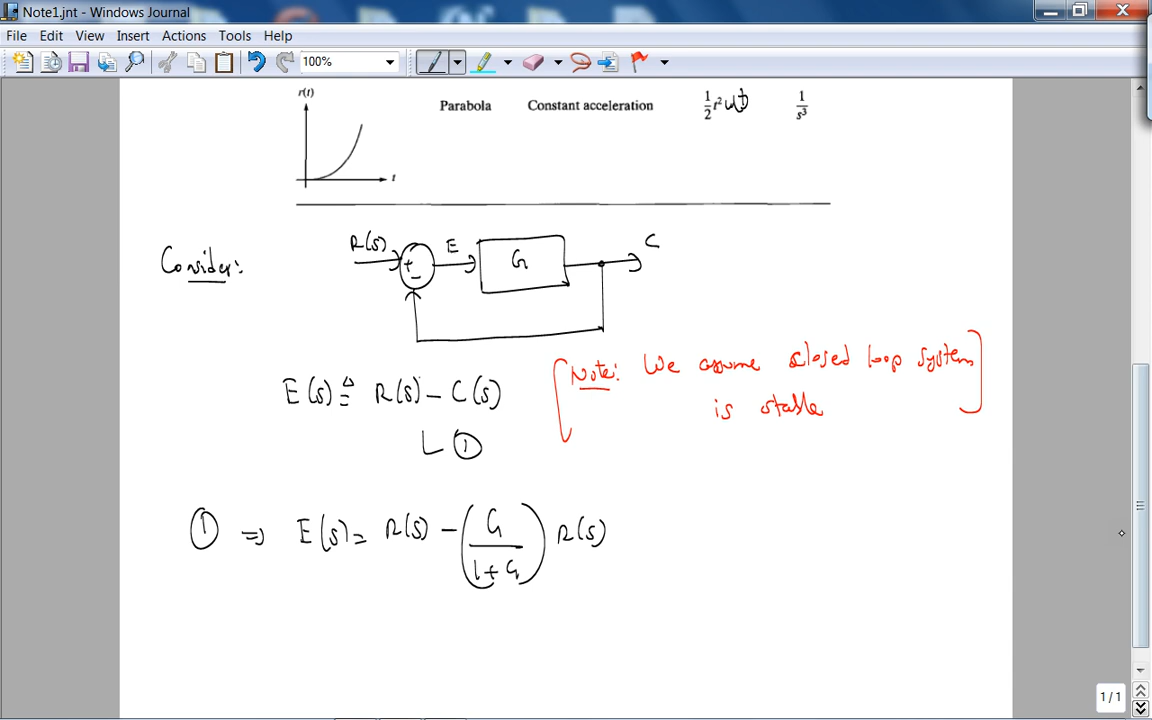 Note1.jnt - Windows Journal
File Edit View Insert Actions Tools Help
100%
r(t)
Parabola Constant acceleration 1/2 t² u(t) 1/s³
t
Consider:
R(s) + - E G C
E(s) ≜ R(s) - C(s)
①
[Note: We assume closed loop system
is stable]
① => E(s) = R(s) - (G/(1+G)) R(s)
1 / 1